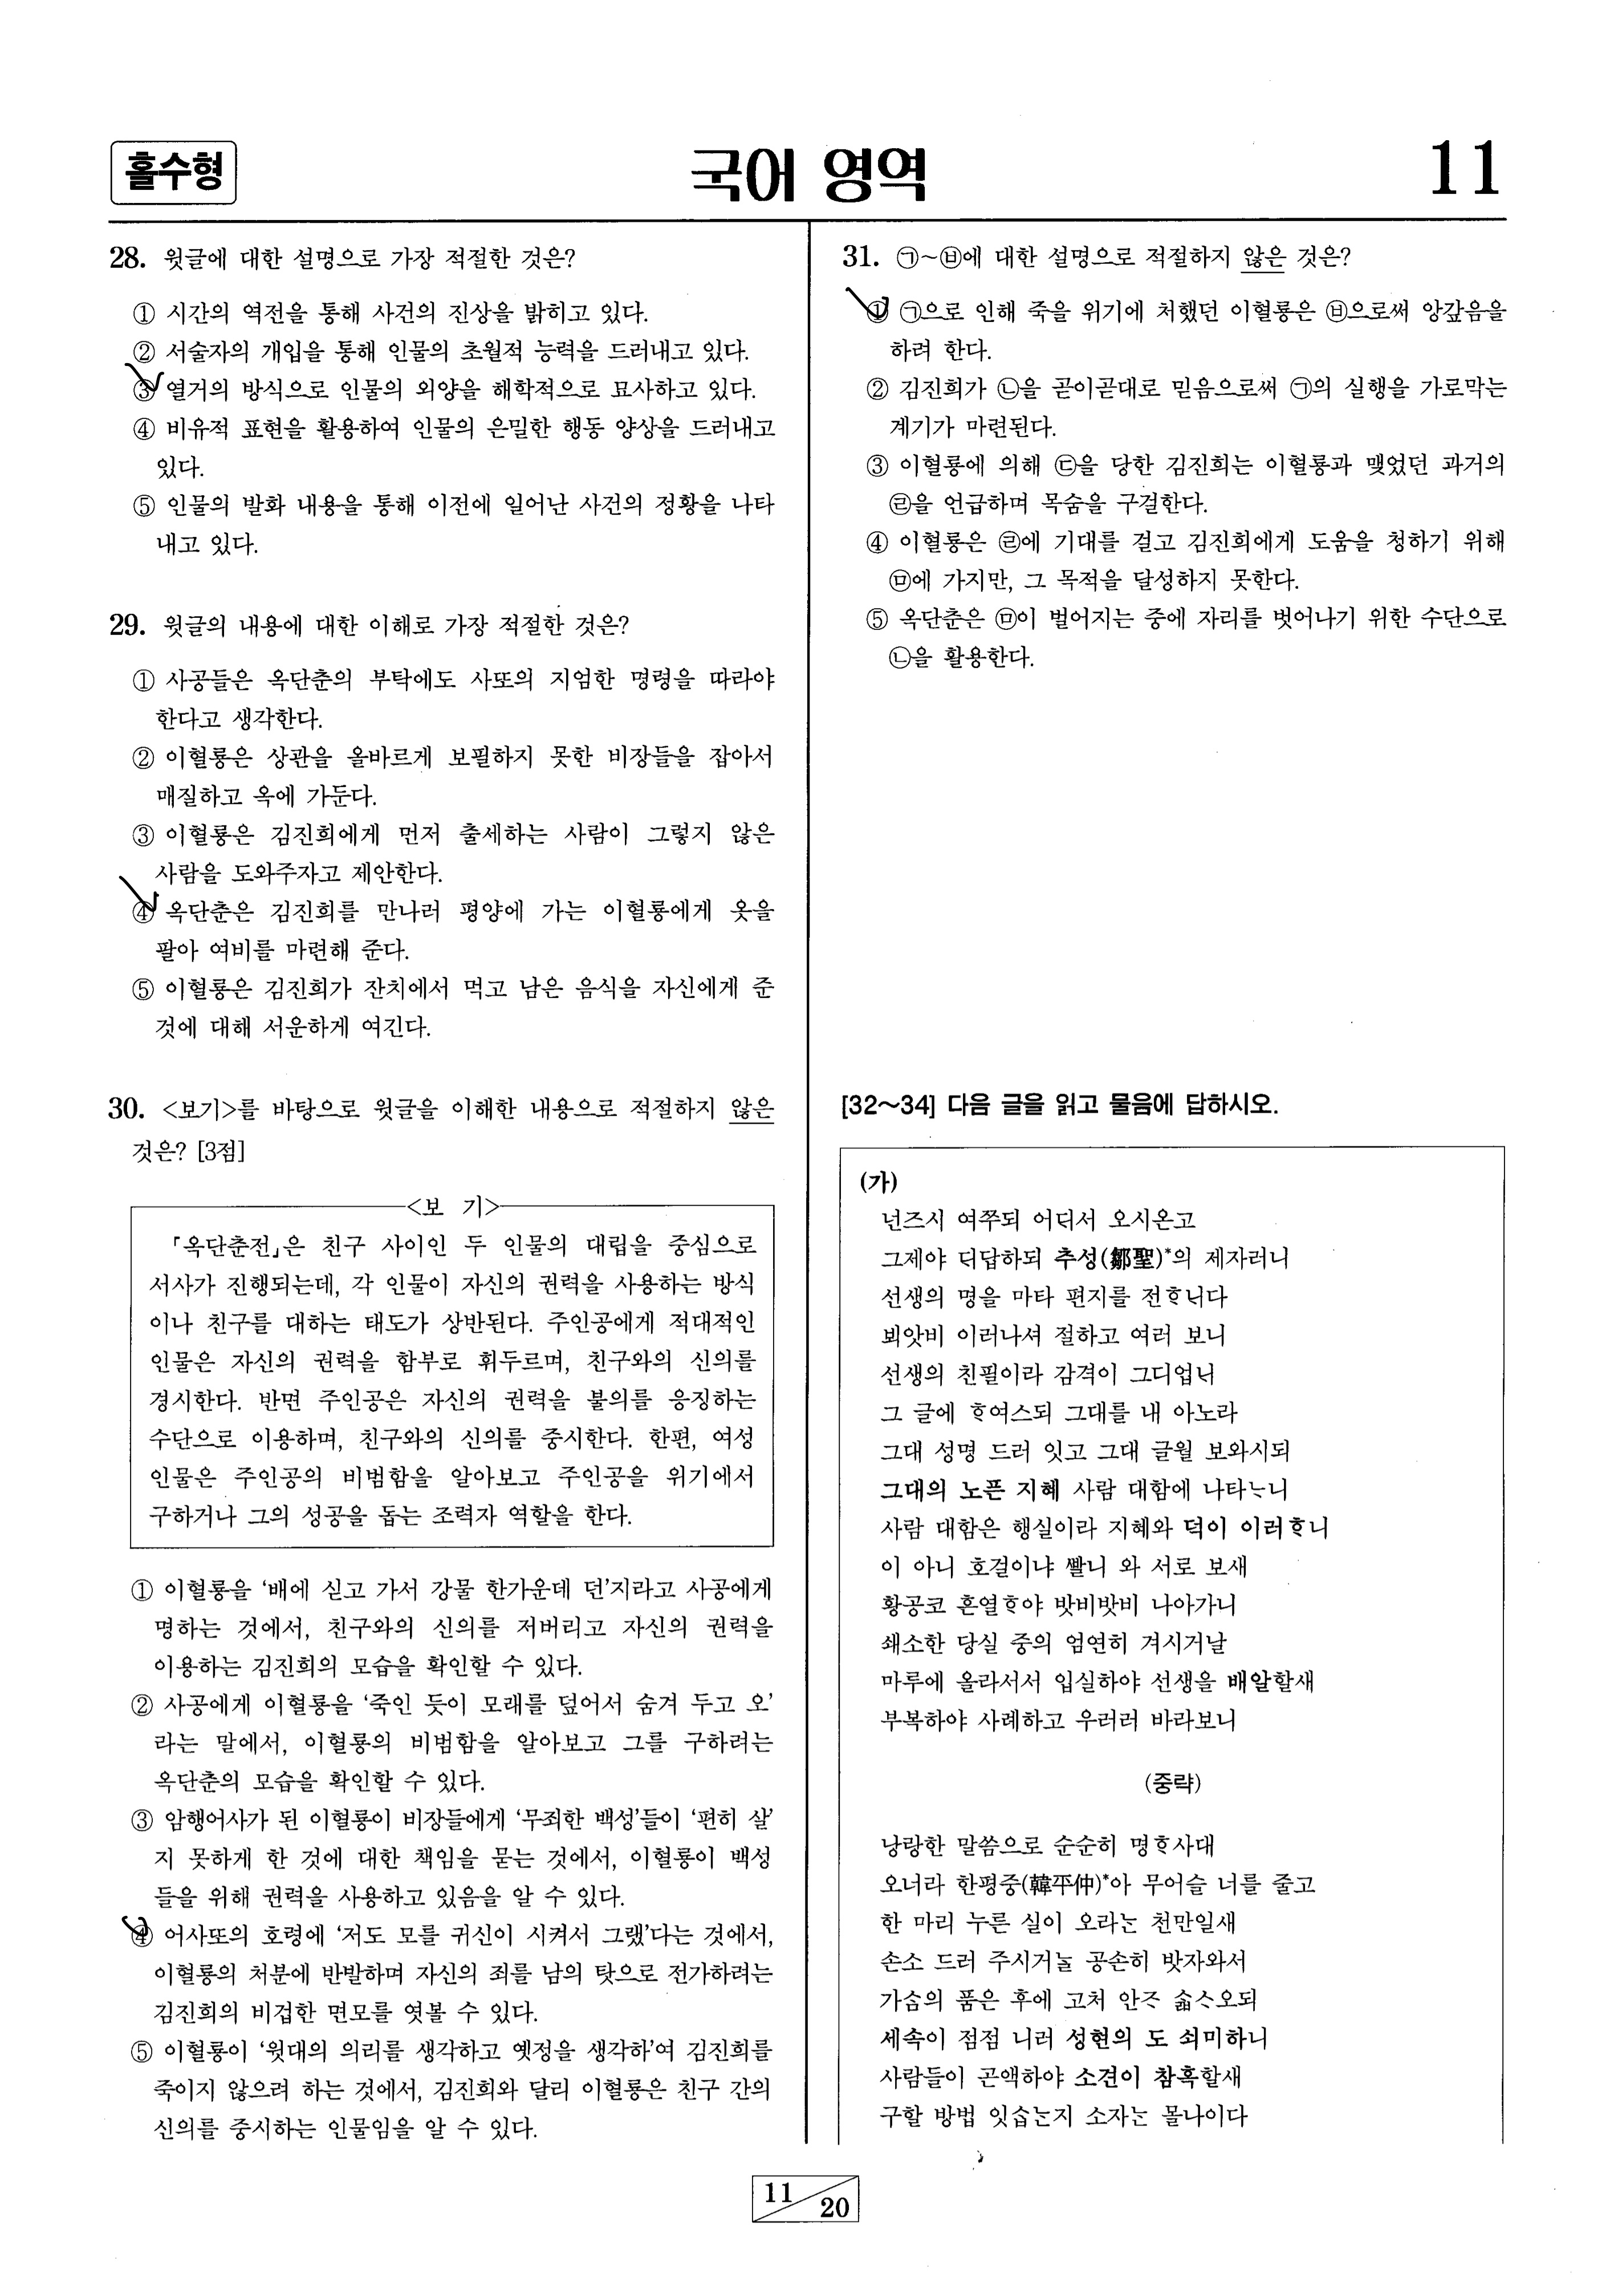 홀수형
국어 영역
11
28. 윗글에 대한 설명으로 가장 적절한 것은?
① 시간의 역전을 통해 사건의 진상을 밝히고 있다.
② 서술자의 개입을 통해 인물의 초월적 능력을 드러내고 있다.
③ 열거의 방식으로 인물의 외양을 해학적으로 묘사하고 있다.
④ 비유적 표현을 활용하여 인물의 은밀한 행동 양상을 드러내고
있다.
⑤ 인물의 발화 내용을 통해 이전에 일어난 사건의 정황을 나타
내고 있다.
29. 윗글의 내용에 대한 이해로 가장 적절한 것은?
① 사공들은 옥단춘의 부탁에도 사또의 지엄한 명령을 따라야
한다고 생각한다.
② 이혈룡은 상관을 올바르게 보필하지 못한 비장들을 잡아서
매질하고 옥에 가둔다.
③ 이혈룡은 김진희에게 먼저 출세하는 사람이 그렇지 않은
사람을 도와주자고 제안한다.
④ 옥단춘은 김진희를 만나러 평양에 가는 이혈룡에게 옷을
팔아 여비를 마련해 준다.
⑤ 이혈룡은 김진희가 잔치에서 먹고 남은 음식을 자신에게 준
것에 대해 서운하게 여긴다.
30. <보기>를 바탕으로 윗글을 이해한 내용으로 적절하지 않은
것은? [3점]
<보 기>
「옥단춘전」은 친구 사이인 두 인물의 대립을 중심으로
서사가 진행되는데, 각 인물이 자신의 권력을 사용하는 방식
이나 친구를 대하는 태도가 상반된다. 주인공에게 적대적인
인물은 자신의 권력을 함부로 휘두르며, 친구와의 신의를
경시한다. 반면 주인공은 자신의 권력을 불의를 응징하는
수단으로 이용하며, 친구와의 신의를 중시한다. 한편, 여성
인물은 주인공의 비범함을 알아보고 주인공을 위기에서
구하거나 그의 성공을 돕는 조력자 역할을 한다.
① 이혈룡을 ‘배에 싣고 가서 강물 한가운데 던’지라고 사공에게
명하는 것에서, 친구와의 신의를 저버리고 자신의 권력을
이용하는 김진희의 모습을 확인할 수 있다.
② 사공에게 이혈룡을 ‘죽인 듯이 모래를 덮어서 숨겨 두고 오’
라는 말에서, 이혈룡의 비범함을 알아보고 그를 구하려는
옥단춘의 모습을 확인할 수 있다.
③ 암행어사가 된 이혈룡이 비장들에게 ‘무죄한 백성’들이 ‘편히 살’
지 못하게 한 것에 대한 책임을 묻는 것에서, 이혈룡이 백성
들을 위해 권력을 사용하고 있음을 알 수 있다.
④ 어사또의 호령에 ‘저도 모를 귀신이 시켜서 그랬’다는 것에서,
이혈룡의 처분에 반발하며 자신의 죄를 남의 탓으로 전가하려는
김진희의 비겁한 면모를 엿볼 수 있다.
⑤ 이혈룡이 ‘윗대의 의리를 생각하고 옛정을 생각하’여 김진희를
죽이지 않으려 하는 것에서, 김진희와 달리 이혈룡은 친구 간의
신의를 중시하는 인물임을 알 수 있다.
31. ㉠~㉥에 대한 설명으로 적절하지 않은 것은?
① ㉠으로 인해 죽을 위기에 처했던 이혈룡은 ㉥으로써 앙갚음을
하려 한다.
② 김진희가 ㉡을 곧이곧대로 믿음으로써 ㉠의 실행을 가로막는
계기가 마련된다.
③ 이혈룡에 의해 ㉢을 당한 김진희는 이혈룡과 맺었던 과거의
㉣을 언급하며 목숨을 구걸한다.
④ 이혈룡은 ㉣에 기대를 걸고 김진희에게 도움을 청하기 위해
㉤에 가지만, 그 목적을 달성하지 못한다.
⑤ 옥단춘은 ㉤이 벌어지는 중에 자리를 벗어나기 위한 수단으로
㉡을 활용한다.
[32~34] 다음 글을 읽고 물음에 답하시오.
(가)
넌즈시 여쭈되 어ᄃᆡ서 오시온고
그제야 ᄃᆡ답하되 추성(鄒聖)*의 제자러니
선생의 명을 마타 편지를 전ᄒᆞ니다
뵈앗비 이러나셔 절하고 여러 보니
선생의 친필이라 감격이 그디업ᄂᆡ
그 글에 ᄒᆞ여스되 그대를 내 아노라
그대 성명 드러 잇고 그대 글월 보와시되
그대의 노픈 지혜 사람 대함에 나타ᄂᆞ니
사람 대함은 행실이라 지혜와 덕이 이러ᄒᆞ니
이 아니 호걸이냐 ᄲᅡᆯ니 와 서로 보새
황공코 흔열ᄒᆞ야 밧비밧비 나아가니
쇄소한 당실 중의 엄연히 겨시거날
마루에 올라서서 입실하야 선생을 배알할새
부복하야 사례하고 우러러 바라보니
(중략)
낭랑한 말씀으로 순순히 명ᄒᆞ사대
오너라 한평중(韓平仲)*아 무어슬 너를 줄고
한 마리 누른 실이 오라ᄂᆞᆫ 천만일새
손소 드러 주시거ᄂᆞᆯ 공손히 밧자와서
가슴의 품은 후에 고처 안ᄌᆞ ᄉᆞᆲᄉᆞ오되
세속이 점점 니러 성현의 도 쇠미하니
사람들이 곤액하야 소견이 참혹할새
구할 방법 잇습ᄂᆞᆫ지 소자ᄂᆞᆫ 몰나이다
11
20